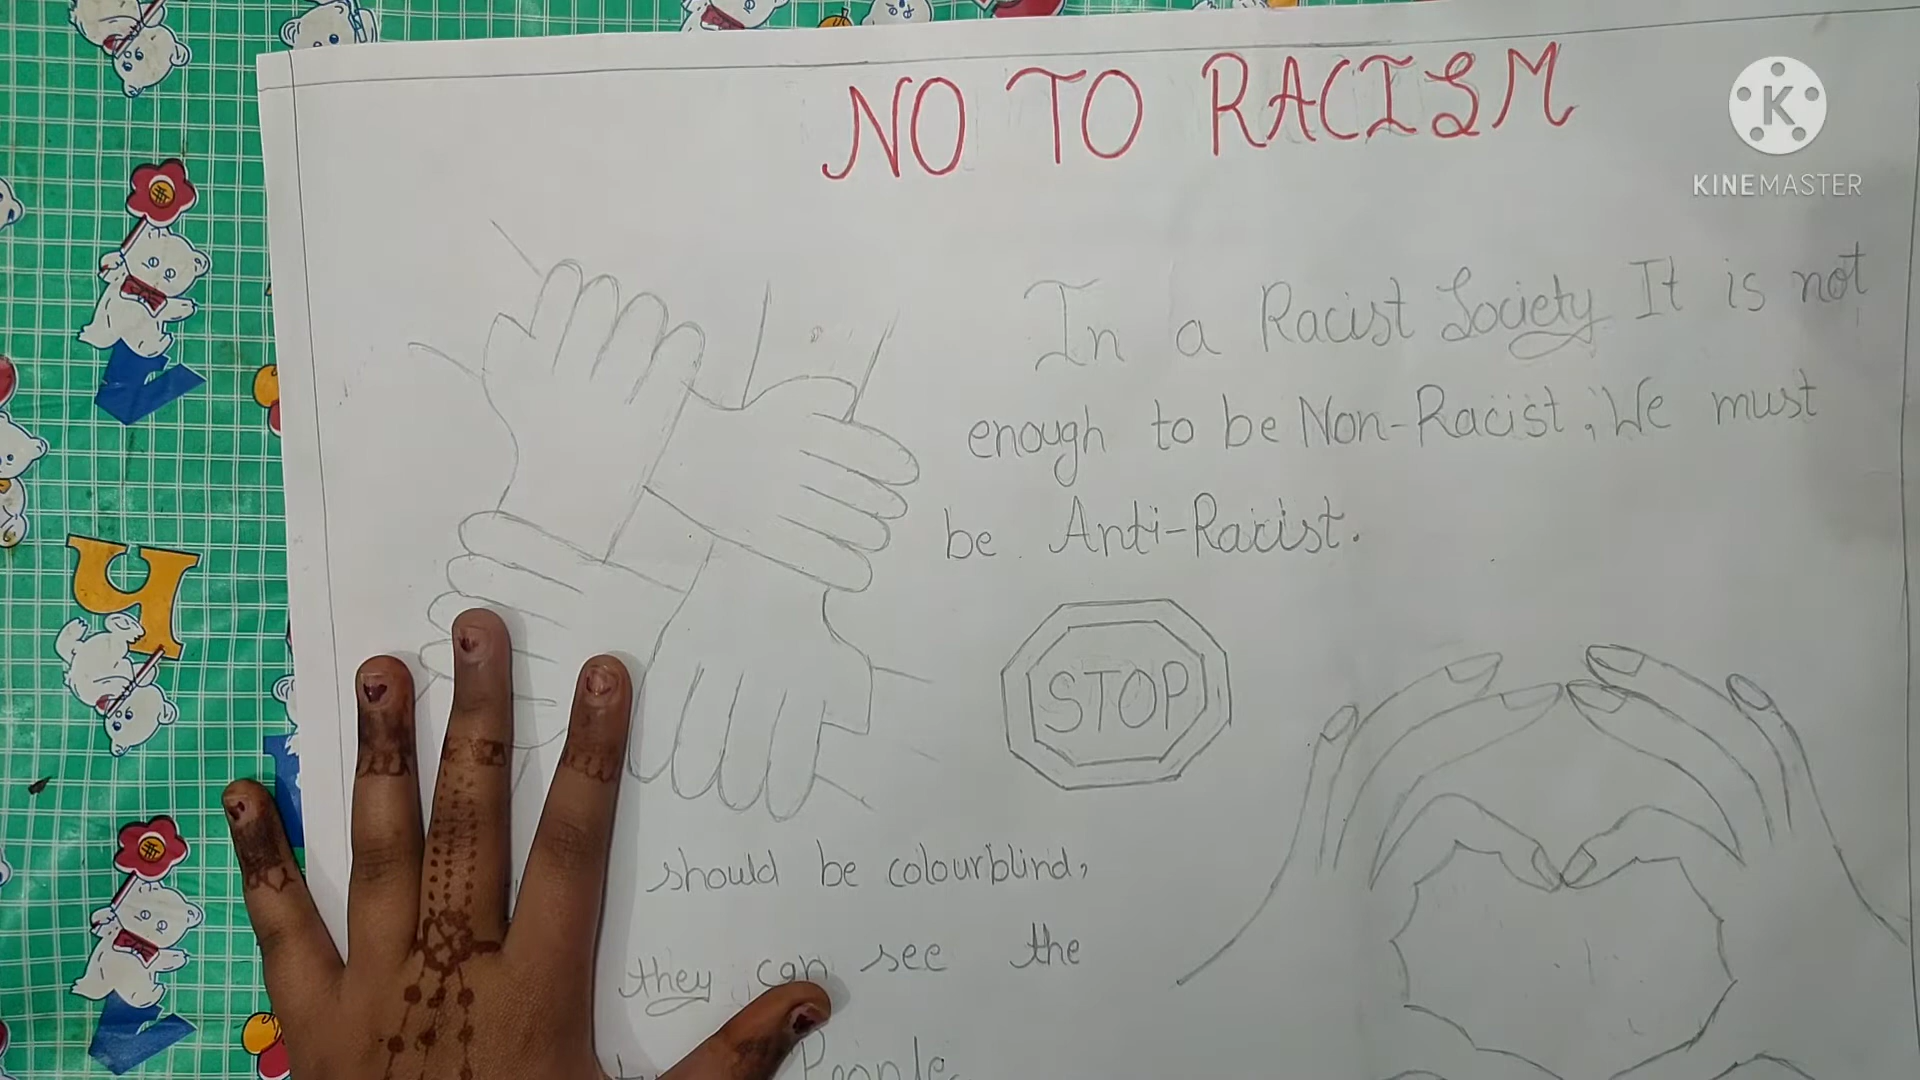 NO TO RACISM
K
KINEMASTER
In a Racist Society It is not
enough to be Non-Racist. We must
be Anti-Racist.
STOP
should be colourblind,
they can see the
People
प